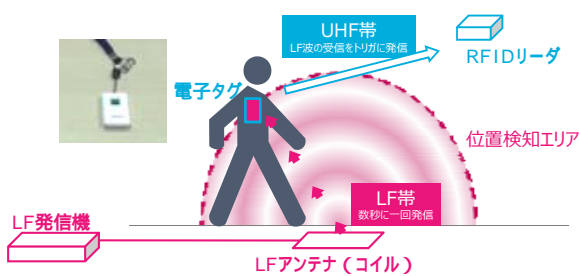 UHF帯
LF波の受信をトリガに発信
RFIDリーダ
電子タグ
位置検知エリア
LF帯
数秒に一回発信
LF発信機
LFアンテナ(コイル)